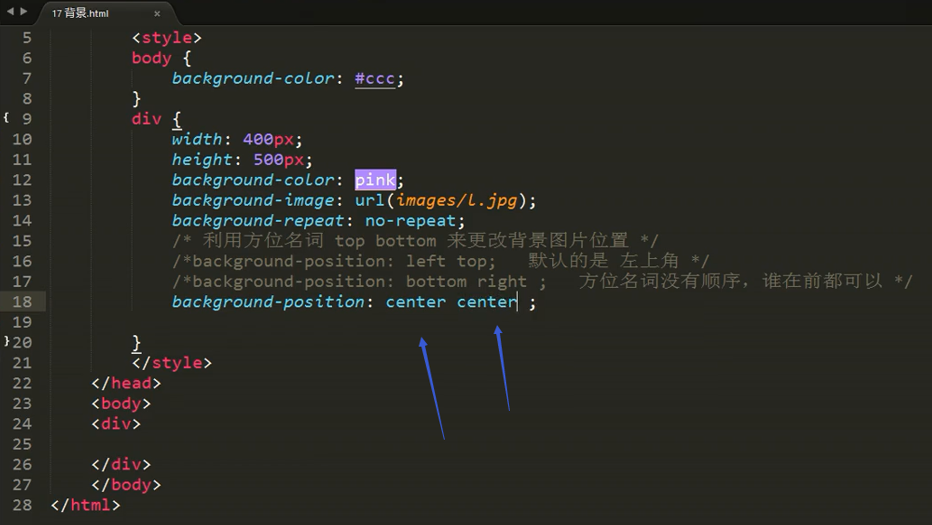 17 背景.html ×
5 <style>
6 body {
7 background-color: #ccc;
8 }
9 div {
10 width: 400px;
11 height: 500px;
12 background-color: pink;
13 background-image: url(images/l.jpg);
14 background-repeat: no-repeat;
15 /* 利用方位名词 top bottom 来更改背景图片位置 */
16 /*background-position: left top; 默认的是 左上角 */
17 /*background-position: bottom right ; 方位名词没有顺序，谁在前都可以 */
18 background-position: center center ;
19
20 }
21 </style>
22 </head>
23 <body>
24 <div>
25
26 </div>
27 </body>
28 </html>